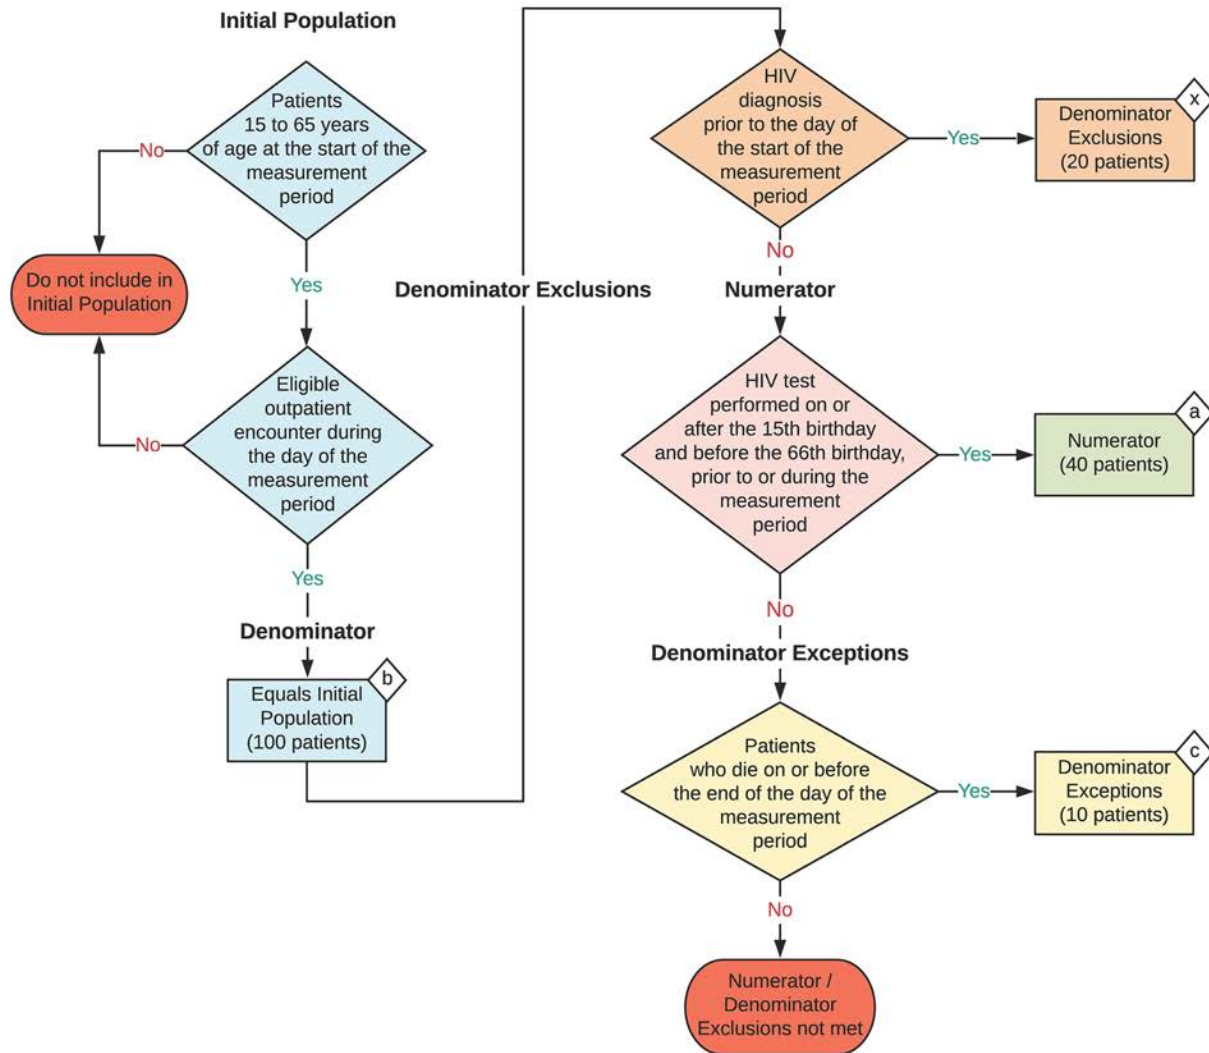 Initial Population
Patients
15 to 65 years
of age at the start of the
measurement
period
No
Do not include in
Initial Population
Yes
Eligible
outpatient
encounter during
the day of the
measurement
period
No
Yes
Denominator
b
Equals Initial
Population
(100 patients)
Denominator Exclusions
HIV
diagnosis
prior to the day of
the start of the
measurement
period
Yes
x
Denominator
Exclusions
(20 patients)
No
Numerator
HIV test
performed on or
after the 15th birthday
and before the 66th birthday,
prior to or during the
measurement
period
Yes
a
Numerator
(40 patients)
No
Denominator Exceptions
Patients
who die on or before
the end of the day of the
measurement
period
Yes
c
Denominator
Exceptions
(10 patients)
No
Numerator /
Denominator
Exclusions not met